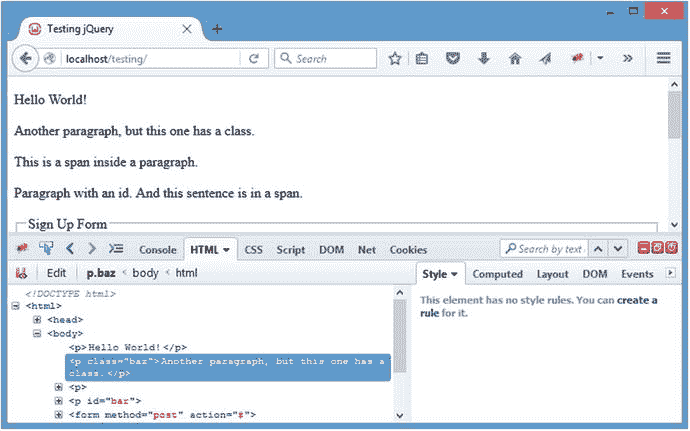 Testing jQuery
localhost/testing/
Search
Hello World!
Another paragraph, but this one has a class.
This is a span inside a paragraph.
Paragraph with an id. And this sentence is in a span.
Sign Up Form
Console HTML CSS Script DOM Net Cookies
Search by text
Edit p.baz < body < html
Style Computed Layout DOM Events
<!DOCTYPE html>
<html>
<head>
<body>
<p>Hello World!</p>
<p class="bar">Another paragraph, but this one has a
class.</p>
<p>
<p id="bar">
<form method="post" action="#">
This element has no style rules. You can create a
rule for it.